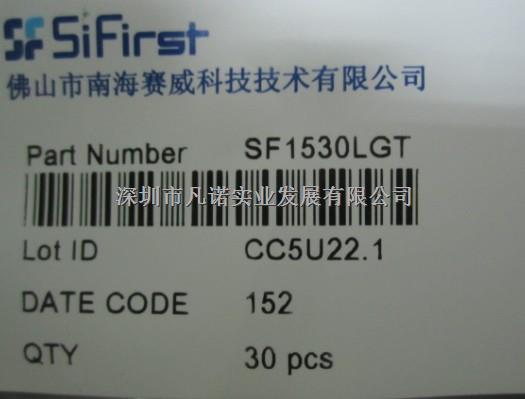 SF SiFirst
佛山市南海赛威科技技术有限公司
Part Number SF1530LGT
深圳市凡诺实业发展有限公司
Lot ID CC5U22.1
DATE CODE 152
QTY 30 pcs